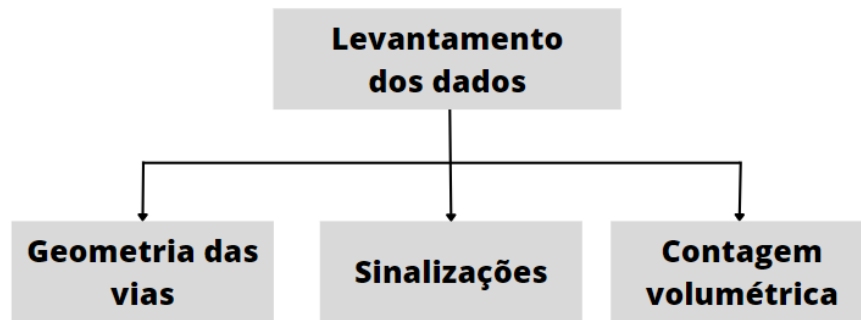 Levantamento
dos dados
Geometria das
vias
Sinalizações
Contagem
volumétrica